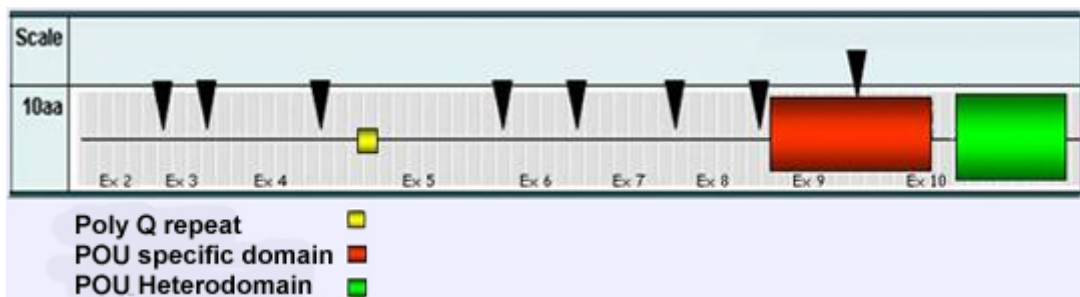 Scale
10aa
Ex 2 Ex 3 Ex 4 Ex 5 Ex 6 Ex 7 Ex 8 Ex 9 Ex 10
Poly Q repeat
POU specific domain
POU Heterodomain